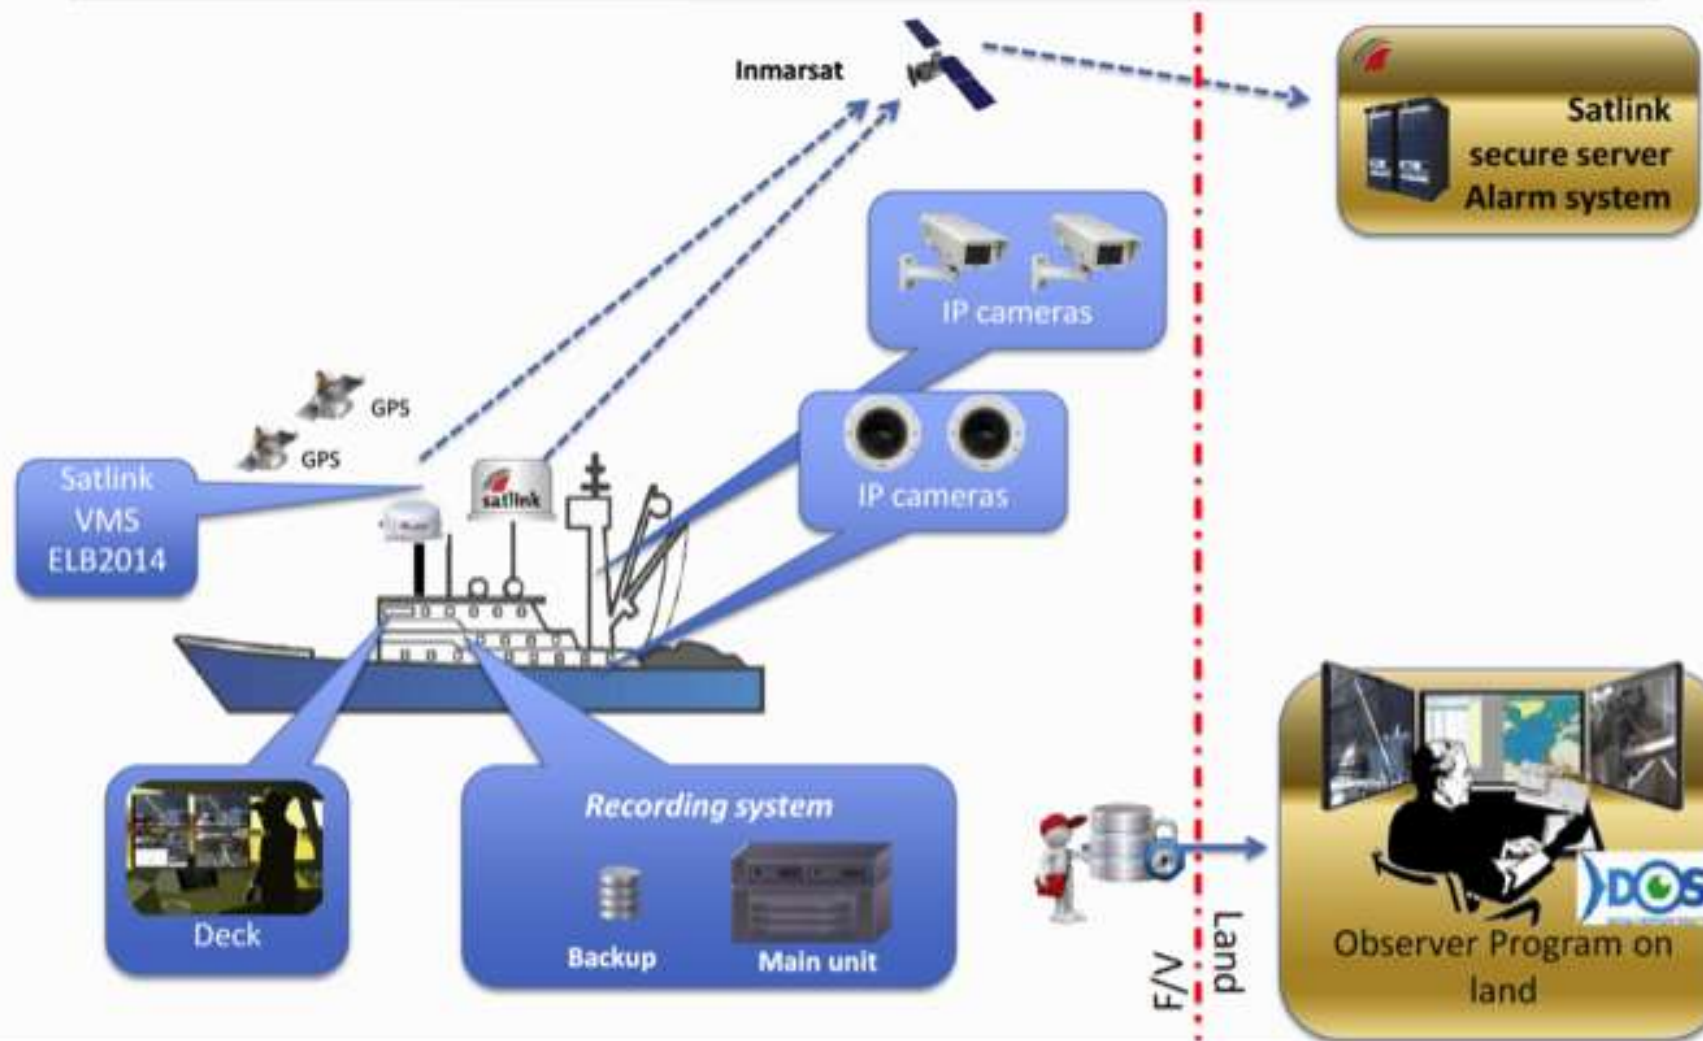 Inmarsat
Satlink
secure server
Alarm system
IP cameras
GPS
GPS
IP cameras
Satlink
VMS
ELB2014
satlink
Recording system
Deck
Backup
Main unit
F/V
Land
DOS
Observer Program on
land